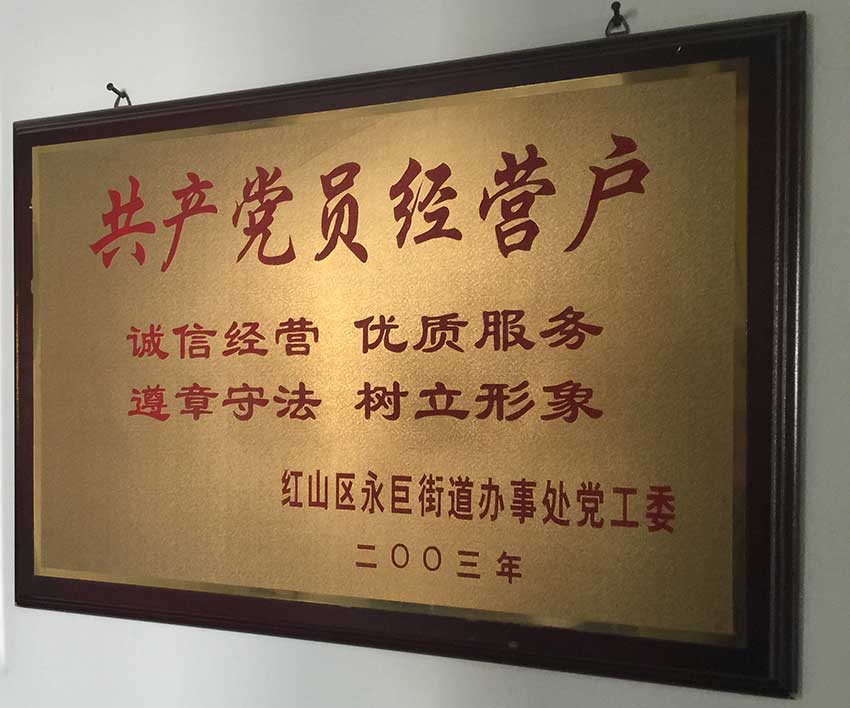 共产党员经营户
诚信经营 优质服务
遵章守法 树立形象
红山区永巨街道办事处党工委
二〇〇三年